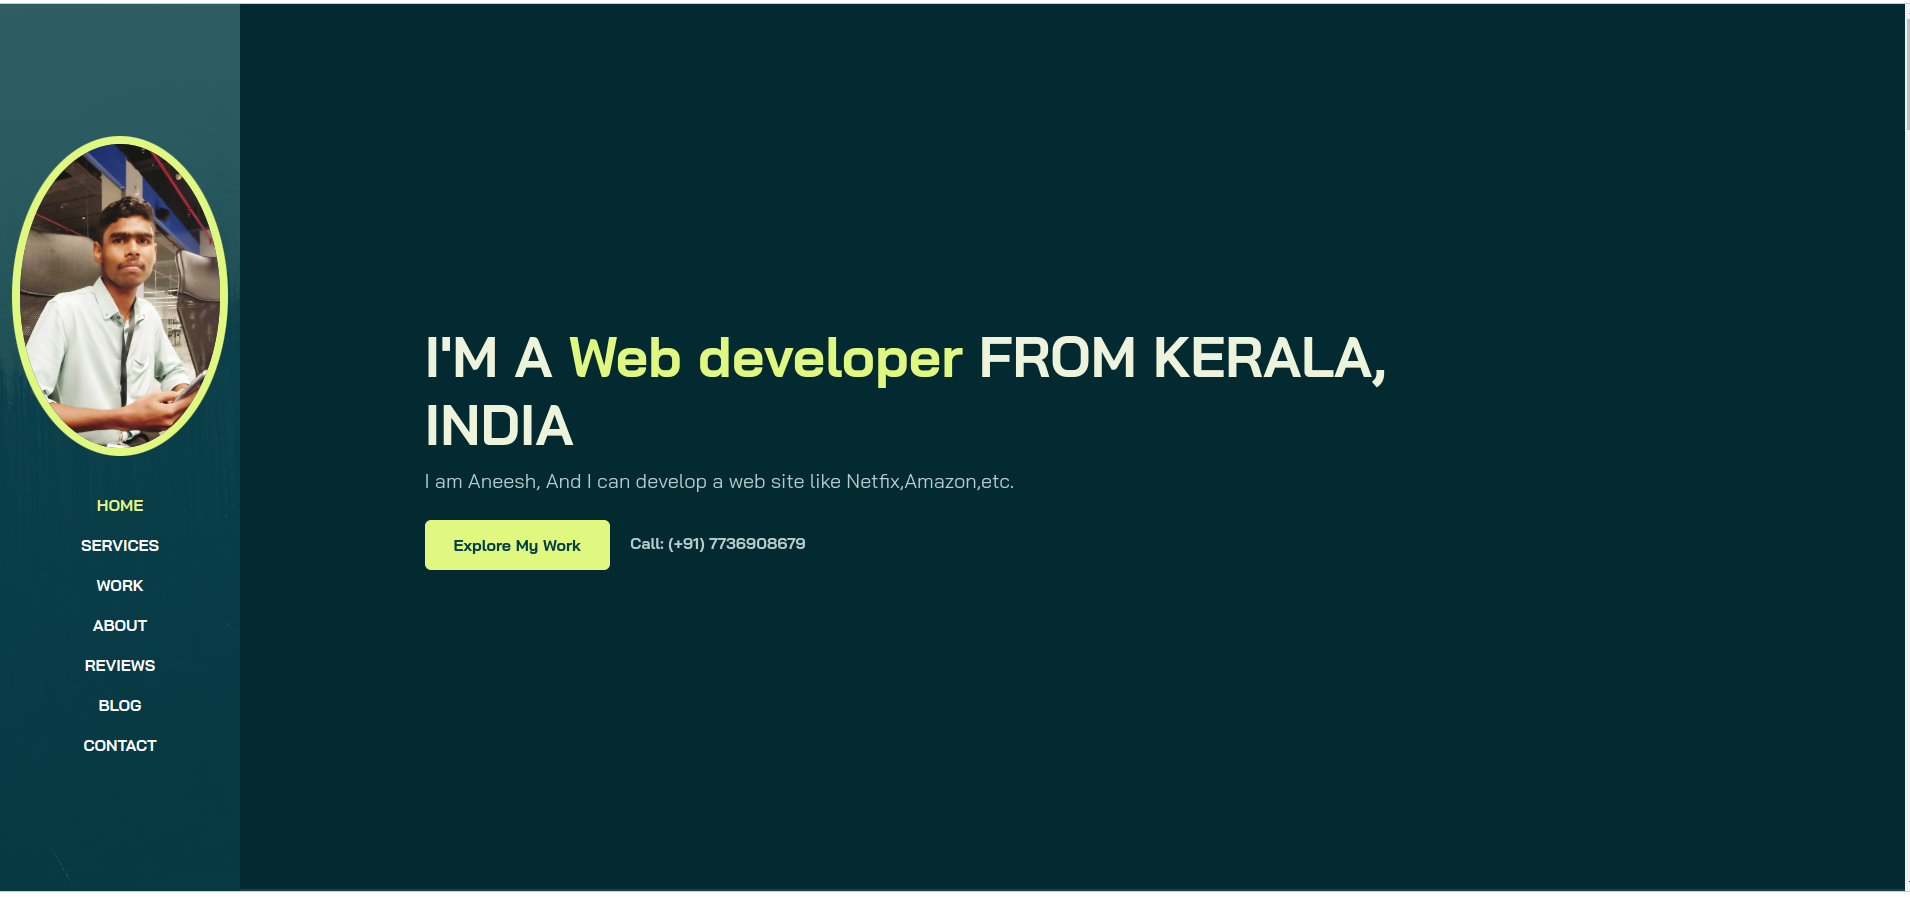 HOME
SERVICES
WORK
ABOUT
REVIEWS
BLOG
CONTACT
I'M A Web developer FROM KERALA,
INDIA
I am Aneesh, And I can develop a web site like Netfix,Amazon,etc.
Explore My Work
Call: (+91) 7736908679